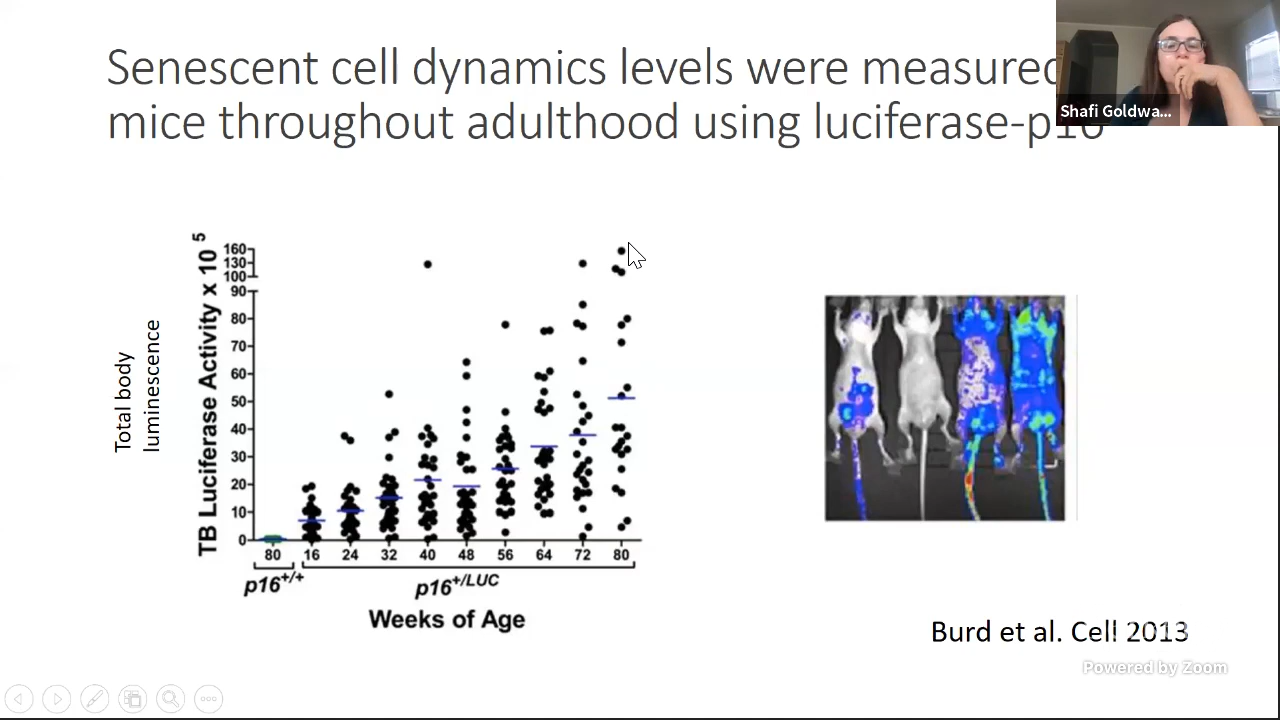 Senescent cell dynamics levels were measured
mice throughout adulthood using luciferase-p16
Shafi Goldwa...
Total body
luminescence
TB Luciferase Activity x 10 5
160
130
100
90
80
70
60
50
40
30
20
10
0
80 16 24 32 40 48 56 64 72 80
p16+/+ p16+/LUC
Weeks of Age
Burd et al. Cell 2013
Powered by Zoom